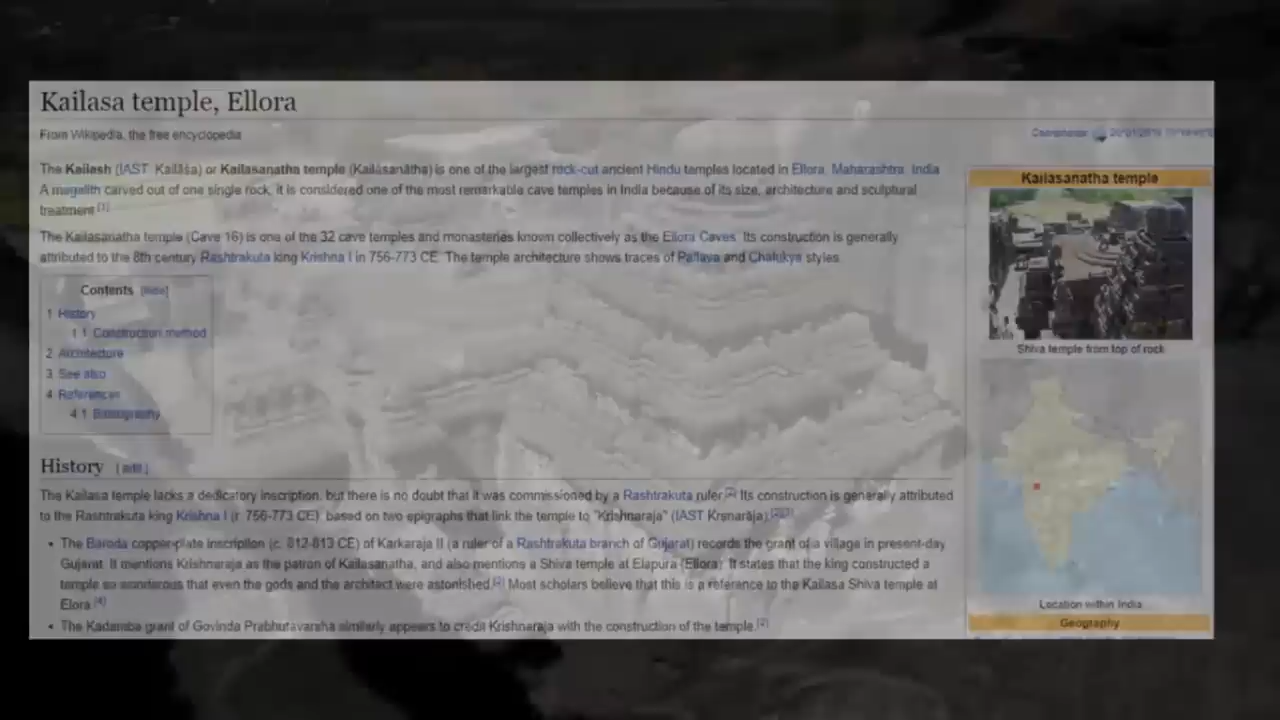 Kailasa temple, Ellora
From Wikipedia, the free encyclopedia
The Kailash (IAST: Kailāśa) or Kailasanatha temple (Kailāsanātha) is one of the largest rock-cut ancient Hindu temples located in Ellora, Maharashtra, India
A megalith carved out of one single rock, it is considered one of the most remarkable cave temples in India because of its size, architecture and sculptural
treatment.[1]
The Kailasanatha temple (Cave 16) is one of the 32 cave temples and monasteries known collectively as the Ellora Caves. Its construction is generally
attributed to the 8th century Rashtrakuta king Krishna I in 756-773 CE. The temple architecture shows traces of Pallava and Chalukya styles.
Contents [hide]
1 History
1.1 Construction method
2 Architecture
3 See also
4 References
4.1 Bibliography
History [edit]
The Kailasa temple lacks a dedicatory inscription, but there is no doubt that it was commissioned by a Rashtrakuta ruler.[2] Its construction is generally attributed
to the Rashtrakuta king Krishna I (r. 756-773 CE), based on two epigraphs that link the temple to "Krishnaraja" (IAST Krsnarāja):[2][3]
• The Baroda copper-plate inscription (c. 812-813 CE) of Karkaraja II (a ruler of a Rashtrakuta branch of Gujarat) records the grant of a village in present-day
Gujarat. It mentions Krishnaraja as the patron of Kailasanatha, and also mentions a Shiva temple at Elapura (Ellora). It states that the king constructed a
temple so wonderous that even the gods and the architect were astonished.[2] Most scholars believe that this is a reference to the Kailasa Shiva temple at
Elora.[4]
• The Kadamba grant of Govinda Prabhutavarsha similarly appears to credit Krishnaraja with the construction of the temple.[2]
Kailasanatha temple
Shiva temple from top of rock
Location within India
Geography